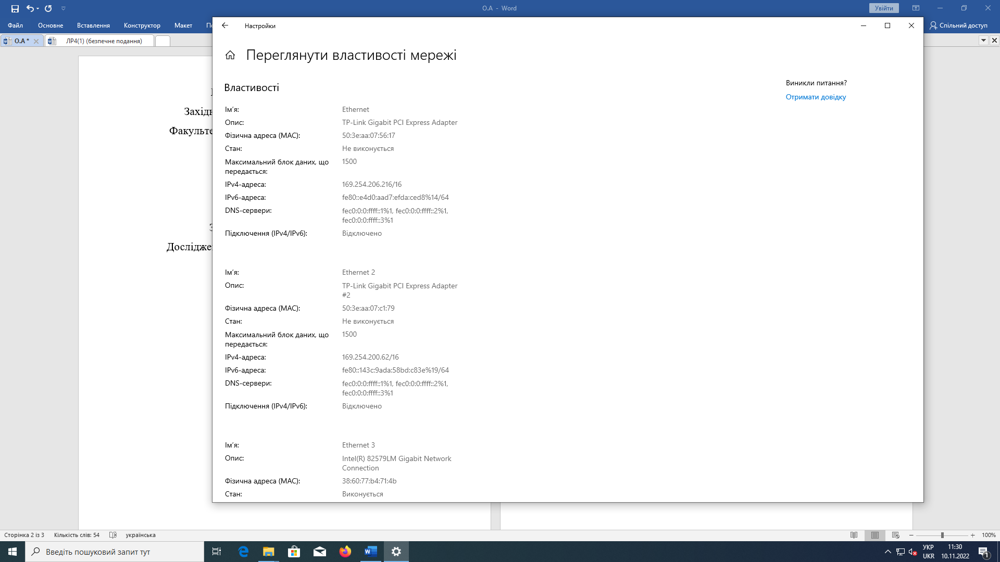 O.A - Word
Увійти
Файл
Основне
Вставлення
Конструктор
Макет
Спільний доступ
O.A *
ЛР4(1) (безпечне подання)
Західн
Факульте
Дослідже
Настройки
Переглянути властивості мережі
Властивості
Виникли питання?
Отримати довідку
Ім’я: Ethernet
Опис: TP-Link Gigabit PCI Express Adapter
Фізична адреса (MAC): 50:3e:aa:07:56:17
Стан: Не виконується
Максимальний блок даних, що 1500
передається:
IPv4-адреса: 169.254.206.216/16
IPv6-адреса: fe80::e4d0:aad7:efda:ced8%14/64
DNS-сервери: fec0:0:0:ffff::1%1, fec0:0:0:ffff::2%1,
fec0:0:0:ffff::3%1
Підключення (IPv4/IPv6): Відключено
Ім’я: Ethernet 2
Опис: TP-Link Gigabit PCI Express Adapter
#2
Фізична адреса (MAC): 50:3e:aa:07:c1:79
Стан: Не виконується
Максимальний блок даних, що 1500
передається:
IPv4-адреса: 169.254.200.62/16
IPv6-адреса: fe80::143c:9ada:58bd:c83e%19/64
DNS-сервери: fec0:0:0:ffff::1%1, fec0:0:0:ffff::2%1,
fec0:0:0:ffff::3%1
Підключення (IPv4/IPv6): Відключено
Ім’я: Ethernet 3
Опис: Intel(R) 82579LM Gigabit Network
Connection
Фізична адреса (MAC): 38:60:77:b4:71:4b
Стан: Виконується
Сторінка 2 із 3
Кількість слів: 54
українська
100%
Введіть пошуковий запит тут
УКР
UKR
11:30
10.11.2022
1